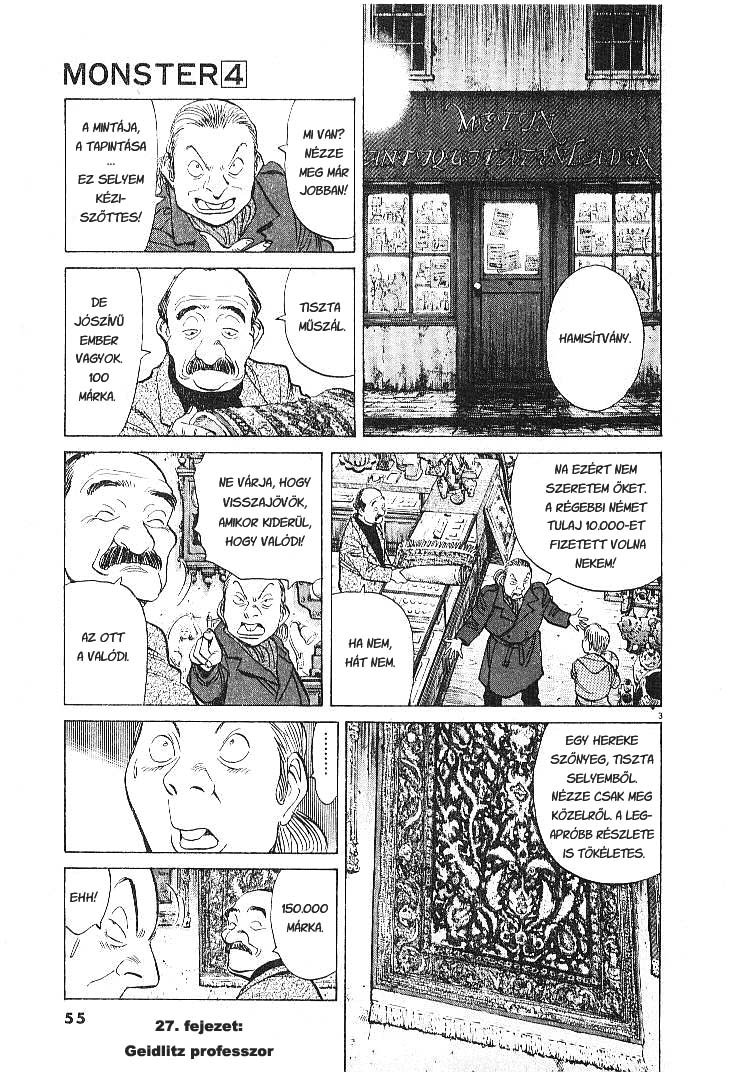 MONSTER 4
METIN
ANTIQUITÄTENLADEN
HAMISÍTVÁNY.
MI VAN?
NÉZZE
MEG MÁR
JOBBAN!
A MINTÁJA,
A TAPINTÁSA
...
EZ SELYEM
KÉZI-
SZŐTTES!
TISZTA
MŰSZÁL.
DE
JÓSZÍVŰ
EMBER
VAGYOK.
100
MÁRKA.
NA EZÉRT NEM
SZERETEM ŐKET.
A RÉGEBBI NÉMET
TULAJ 10.000-ET
FIZETETT VOLNA
NEKEM!
HA NEM,
HÁT NEM.
NE VÁRJA, HOGY
VISSZAJÖVÖK,
AMIKOR KIDERÜL,
HOGY VALÓDI!
AZ OTT
A VALÓDI.
3
EGY HEREKE
SZŐNYEG, TISZTA
SELYEMBŐL.
NÉZZE CSAK MEG
KÖZELRŐL. A LEG-
APRÓBB RÉSZLETE
IS TÖKÉLETES.
........
150.000
MÁRKA.
EHH!
55
27. fejezet:
Geidlitz professzor